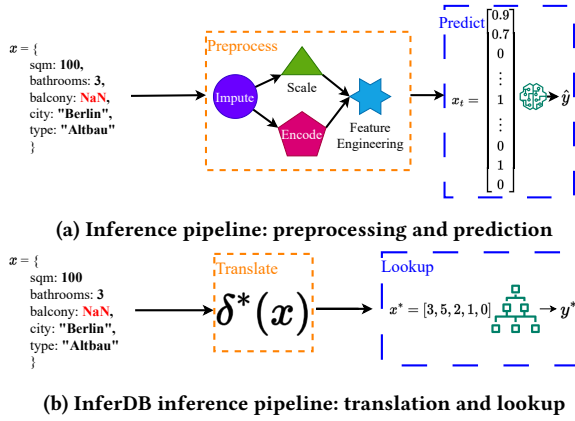 x = {
sqm: 100,
bathrooms: 3,
balcony: NaN,
city: "Berlin",
type: "Altbau"
}
Preprocess
Impute
Scale
Encode
Feature
Engineering
Predict
x_t =
0.9
0.7
0
⋮
1
⋮
0
1
0
ŷ
(a) Inference pipeline: preprocessing and prediction
x = {
sqm: 100
bathrooms: 3
balcony: NaN,
city: "Berlin",
type: "Altbau"
}
Translate
δ*(x)
Lookup
x* = [3, 5, 2, 1, 0]
y*
(b) InferDB inference pipeline: translation and lookup